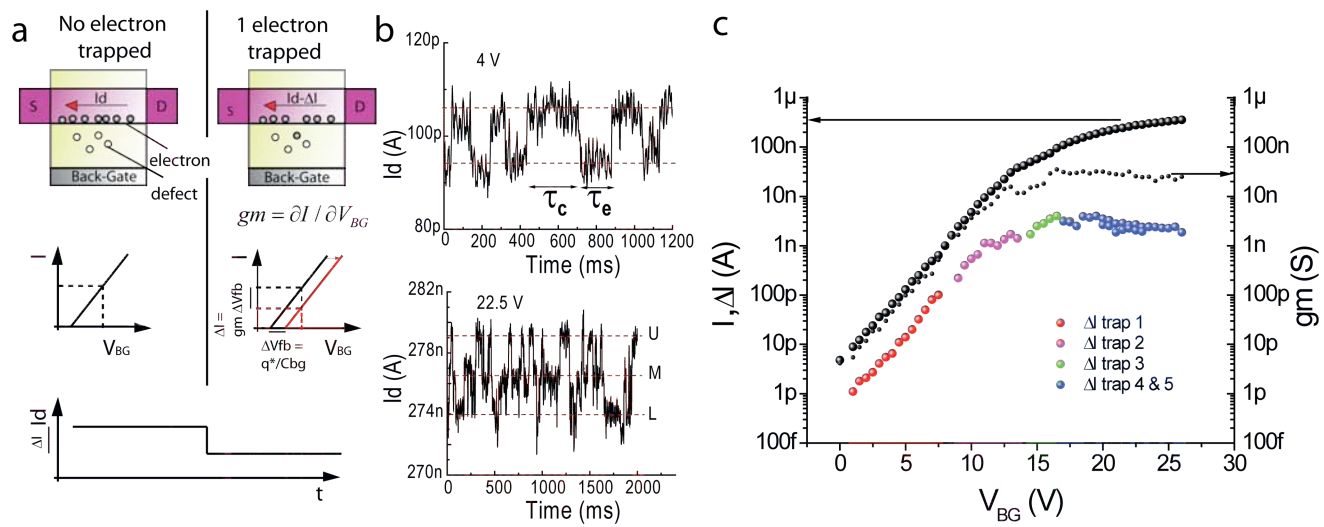 a
No electron
trapped
1 electron
trapped
S
Id
D
S
Id-ΔI
D
electron
defect
Back-Gate
Back-Gate
gm = ∂I / ∂V_BG
I
V_BG
I
ΔI =
gm ΔVfb
ΔVfb =
q*/Cbg
V_BG
ΔI Id
t
b
120p
100p
80p
Id (A)
4 V
τ_c
τ_e
0 200 400 600 800 1000 1200
Time (ms)
282n
278n
274n
270n
Id (A)
22.5 V
U
M
L
0 500 1000 1500 2000
Time (ms)
c
1μ
100n
10n
1n
100p
10p
1p
100f
I,ΔI (A)
1μ
100n
10n
1n
100p
10p
1p
100f
gm (S)
ΔI trap 1
ΔI trap 2
ΔI trap 3
ΔI trap 4 & 5
0 5 10 15 20 25 30
V_BG (V)